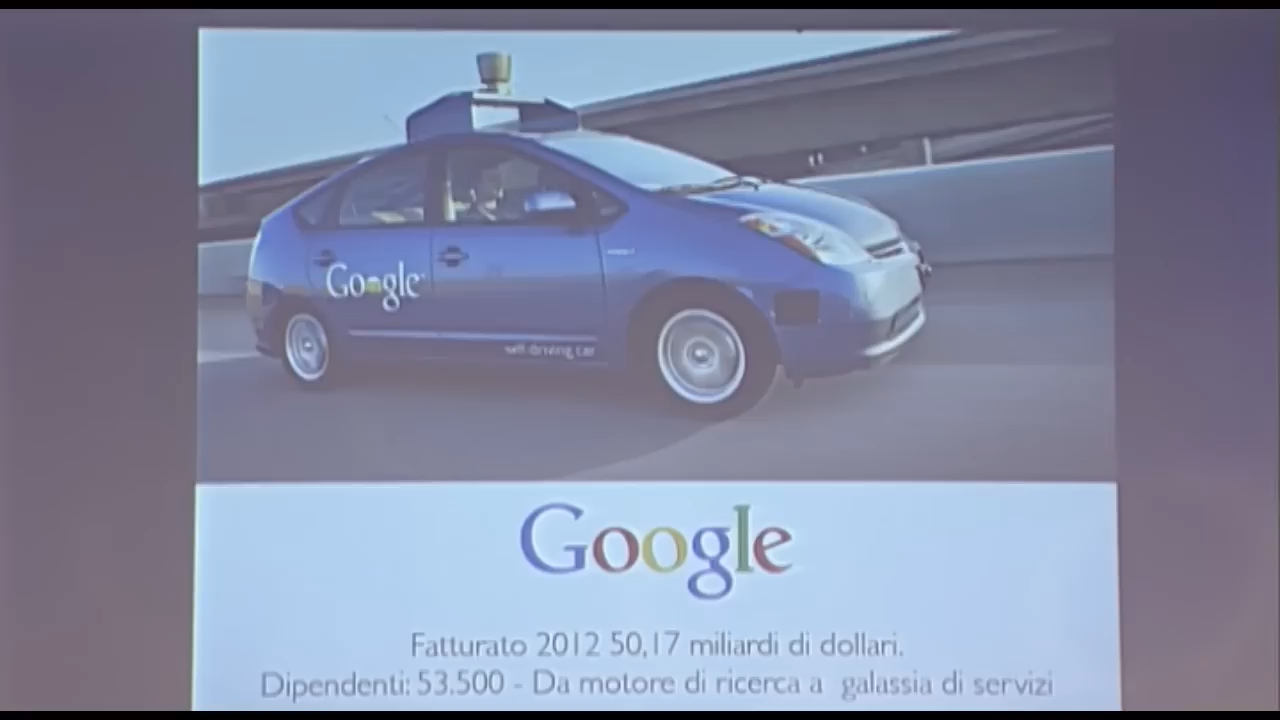 Google
self-driving car
Google
Fatturato 2012 50,17 miliardi di dollari.
Dipendenti: 53.500 - Da motore di ricerca a galassia di servizi